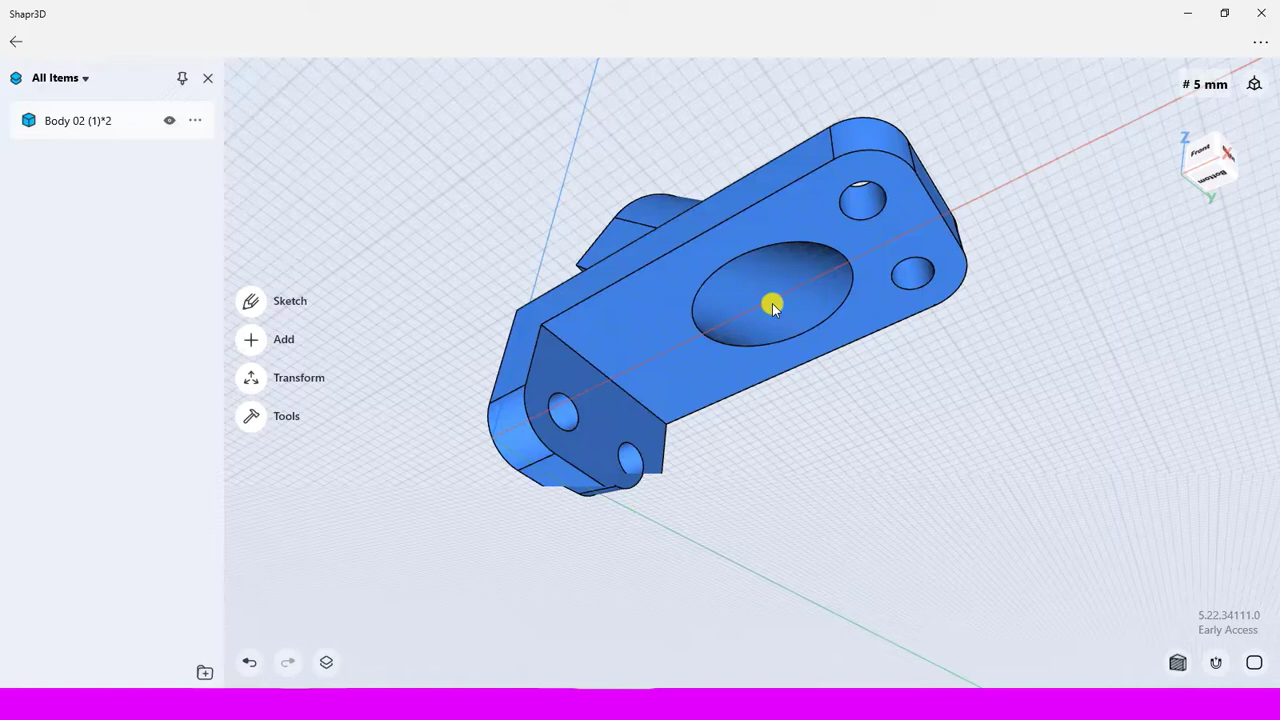 Shapr3D
All Items
Body 02 (1)*2
# 5 mm
Z
Front
X
Bottom
Y
Sketch
Add
Transform
Tools
5.22.34111.0
Early Access